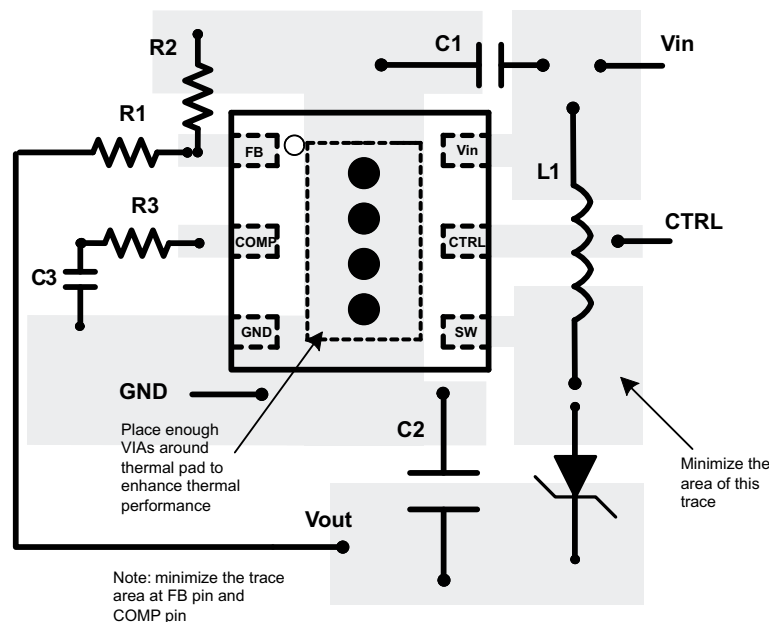 R2
C1
Vin
R1
FB
Vin
L1
R3
COMP
CTRL
CTRL
C3
GND
SW
GND
Place enough
VIAs around
thermal pad to
enhance thermal
performance
C2
Minimize the
area of this
trace
Vout
Note: minimize the trace
area at FB pin and
COMP pin